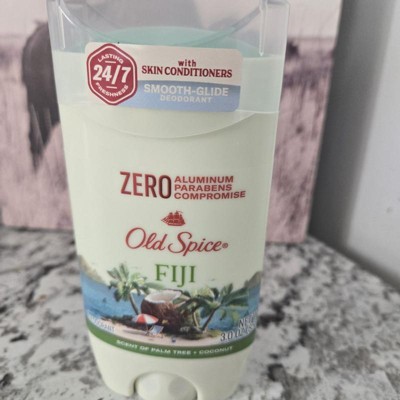 LASTING
24/7
FRESHNESS
with
SKIN CONDITIONERS
SMOOTH-GLIDE
DEODORANT
ZERO ALUMINUM
PARABENS
COMPROMISE
Old Spice®
FIJI
SCENT OF PALM TREE + COCONUT